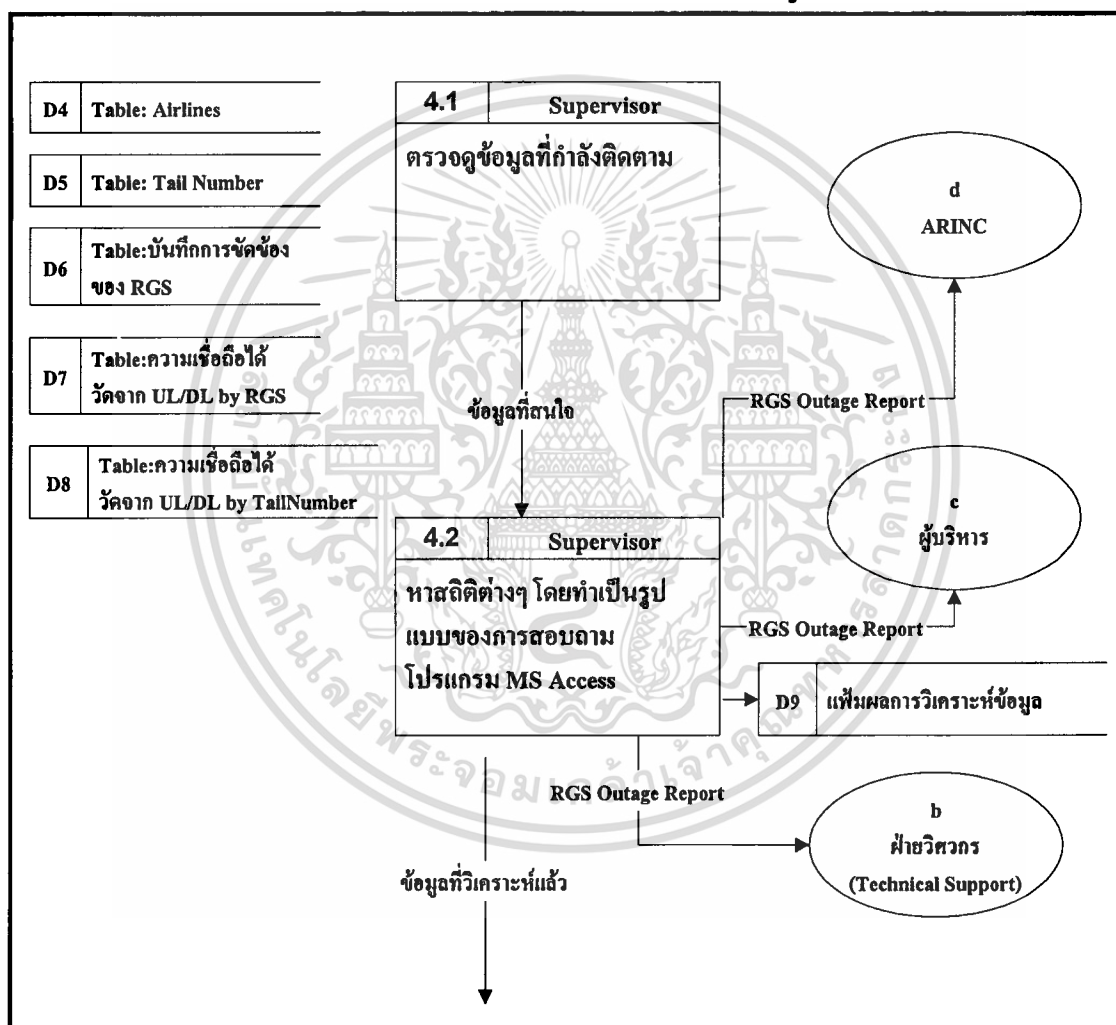 D4 Table: Airlines
D5 Table: Tail Number
D6 Table:บันทึกการขัดข้อง
ของ RGS
D7 Table:ความเชื่อถือได้
วัดจาก UL/DL by RGS
D8 Table:ความเชื่อถือได้
วัดจาก UL/DL by TailNumber
4.1 Supervisor
ตรวจดูข้อมูลที่กำลังติดตาม
ข้อมูลที่สนใจ
4.2 Supervisor
หาสถิติต่างๆ โดยทำเป็นรูป
แบบของการสอบถาม
โปรแกรม MS Access
d
ARINC
RGS Outage Report
c
ผู้บริหาร
RGS Outage Report
D9 แฟ้มผลการวิเคราะห์ข้อมูล
RGS Outage Report
b
ฝ่ายวิศวกร
(Technical Support)
ข้อมูลที่วิเคราะห์แล้ว